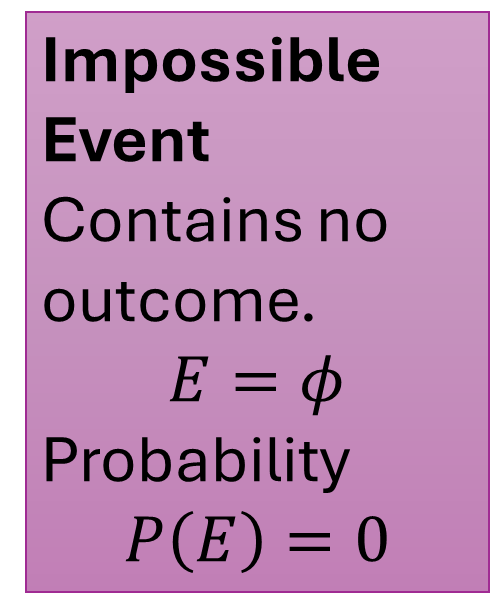 Impossible
Event
Contains no
outcome.
E = ϕ
Probability
P(E) = 0